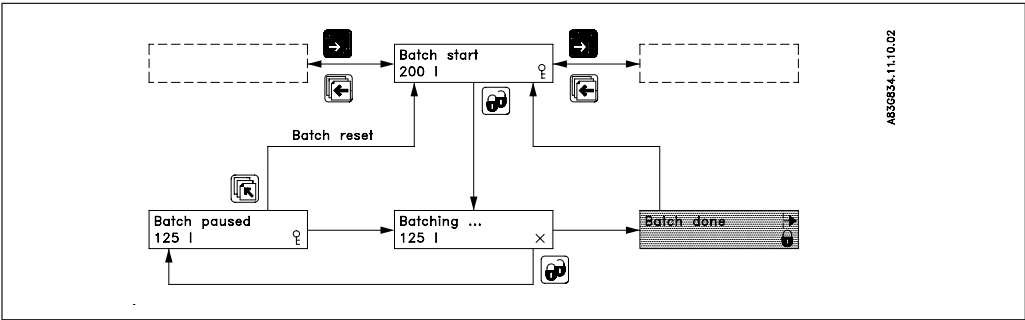 Batch start
200 l
A83G834.11.10.02
Batch reset
Batch paused
125 l
Batching ...
125 l
Batch done